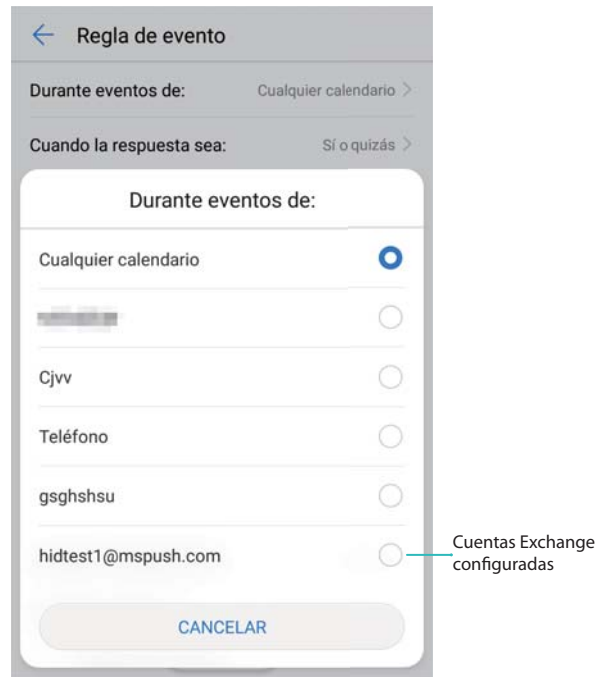 Regla de evento
Durante eventos de: Cualquier calendario
Cuando la respuesta sea: Sí o quizás
Durante eventos de:
Cualquier calendario
Cjvv
Teléfono
gsghshsu
hidtest1@mspush.com
Cuentas Exchange
configuradas
CANCELAR